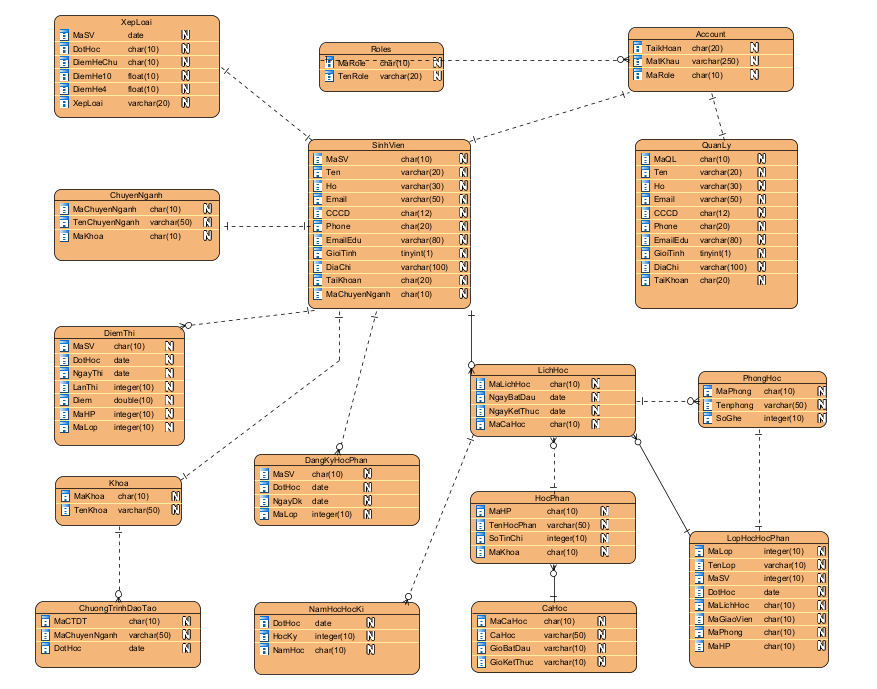 XepLoai
MaSV date
DotHoc char(10)
DiemHeChu char(10)
DiemHe10 float(10)
DiemHe4 float(10)
XepLoai varchar(20)
Roles
MaRole char(10)
TenRole varchar(20)
Account
TaikHoan char(20)
MatKhau varchar(250)
MaRole char(10)
SinhVien
MaSV char(10)
Ten varchar(20)
Ho varchar(30)
Email varchar(50)
CCCD char(12)
Phone char(20)
EmailEdu varchar(80)
GioiTinh tinyint(1)
DiaChi varchar(100)
TaiKhoan char(20)
MaChuyenNganh char(10)
QuanLy
MaQL char(10)
Ten varchar(20)
Ho varchar(30)
Email varchar(50)
CCCD char(12)
Phone char(20)
EmailEdu varchar(80)
GioiTinh tinyint(1)
DiaChi varchar(100)
TaiKhoan char(20)
ChuyenNganh
MaChuyenNganh char(10)
TenChuyenNganh varchar(50)
MaKhoa char(10)
DiemThi
MaSV char(10)
DotHoc date
NgayThi date
LanThi integer(10)
Diem double(10)
MaHP integer(10)
MaLop integer(10)
LichHoc
MaLichHoc char(10)
NgayBatDau date
NgayKetThuc date
MaCaHoc char(10)
PhongHoc
MaPhong char(10)
Tenphong varchar(50)
SoGhe integer(10)
Khoa
MaKhoa char(10)
TenKhoa varchar(50)
DangKyHocPhan
MaSV char(10)
DotHoc date
NgayDk date
MaLop integer(10)
HocPhan
MaHP char(10)
TenHocPhan varchar(50)
SoTinChi integer(10)
MaKhoa char(10)
LopHocHocPhan
MaLop integer(10)
TenLop varchar(10)
MaSV integer(10)
DotHoc date
MaLichHoc char(10)
MaGiaoVien char(10)
MaPhong char(10)
MaHP char(10)
ChuongTrinhDaoTao
MaCTDT char(10)
MaChuyenNganh varchar(50)
DotHoc date
NamHocHocKi
DotHoc date
HocKy integer(10)
NamHoc char(10)
CaHoc
MaCaHoc char(10)
CaHoc varchar(50)
GioBatDau varchar(10)
GioKetThuc varchar(10)